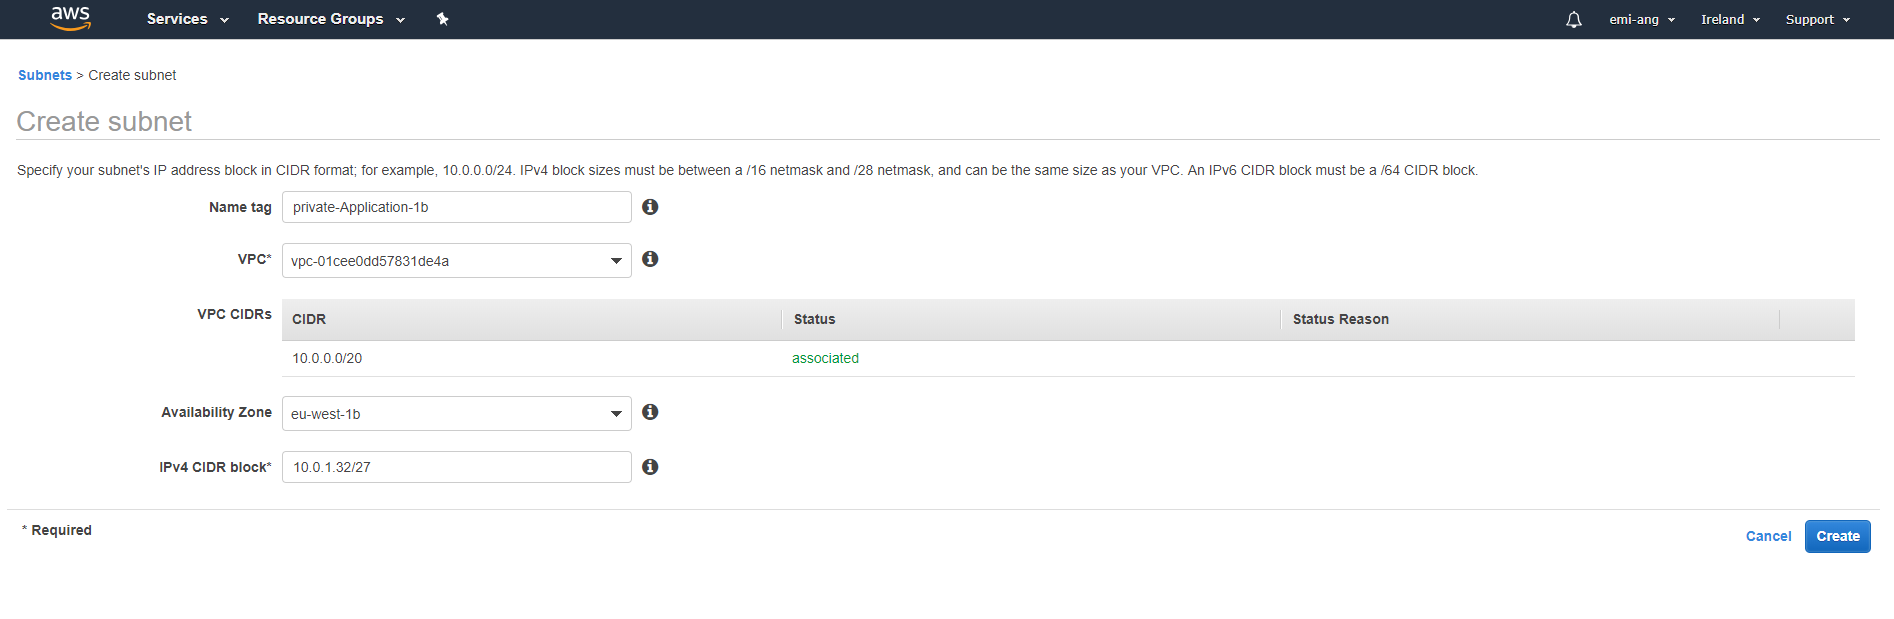 aws Services Resource Groups emi-ang Ireland Support
Subnets > Create subnet
Create subnet
Specify your subnet's IP address block in CIDR format; for example, 10.0.0.0/24. IPv4 block sizes must be between a /16 netmask and /28 netmask, and can be the same size as your VPC. An IPv6 CIDR block must be a /64 CIDR block.
Name tag private-Application-1b
VPC* vpc-01cee0dd57831de4a
VPC CIDRs CIDR Status Status Reason
10.0.0.0/20 associated
Availability Zone eu-west-1b
IPv4 CIDR block* 10.0.1.32/27
* Required
Cancel Create